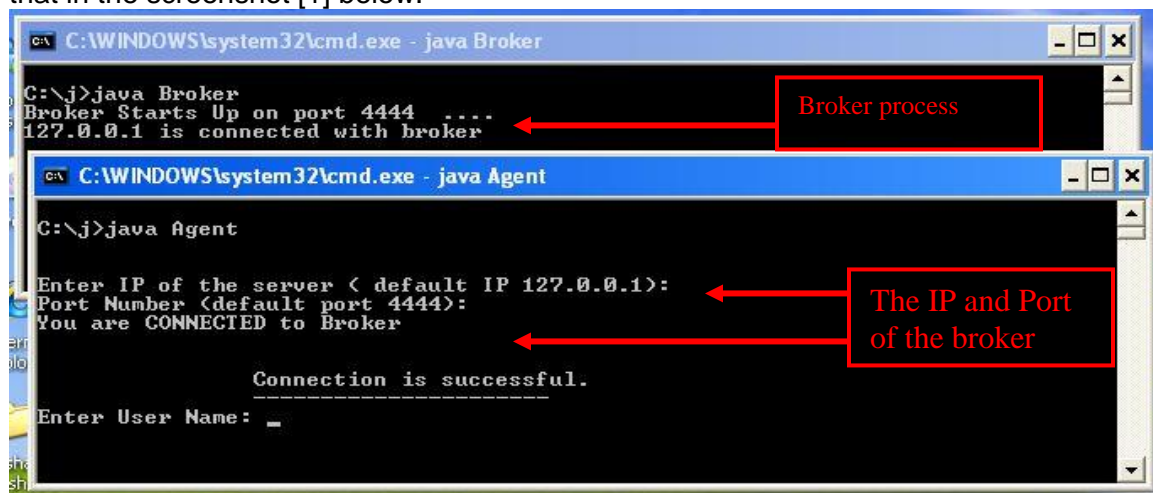 that in the screenshot [1] below.
C:\WINDOWS\system32\cmd.exe - java Broker
C:\j>java Broker
Broker Starts Up on port 4444 ....
127.0.0.1 is connected with broker
Broker process
C:\WINDOWS\system32\cmd.exe - java Agent
C:\j>java Agent
Enter IP of the server ( default IP 127.0.0.1):
Port Number (default port 4444):
You are CONNECTED to Broker
The IP and Port
of the broker
Connection is successful.
----------------------
Enter User Name: _